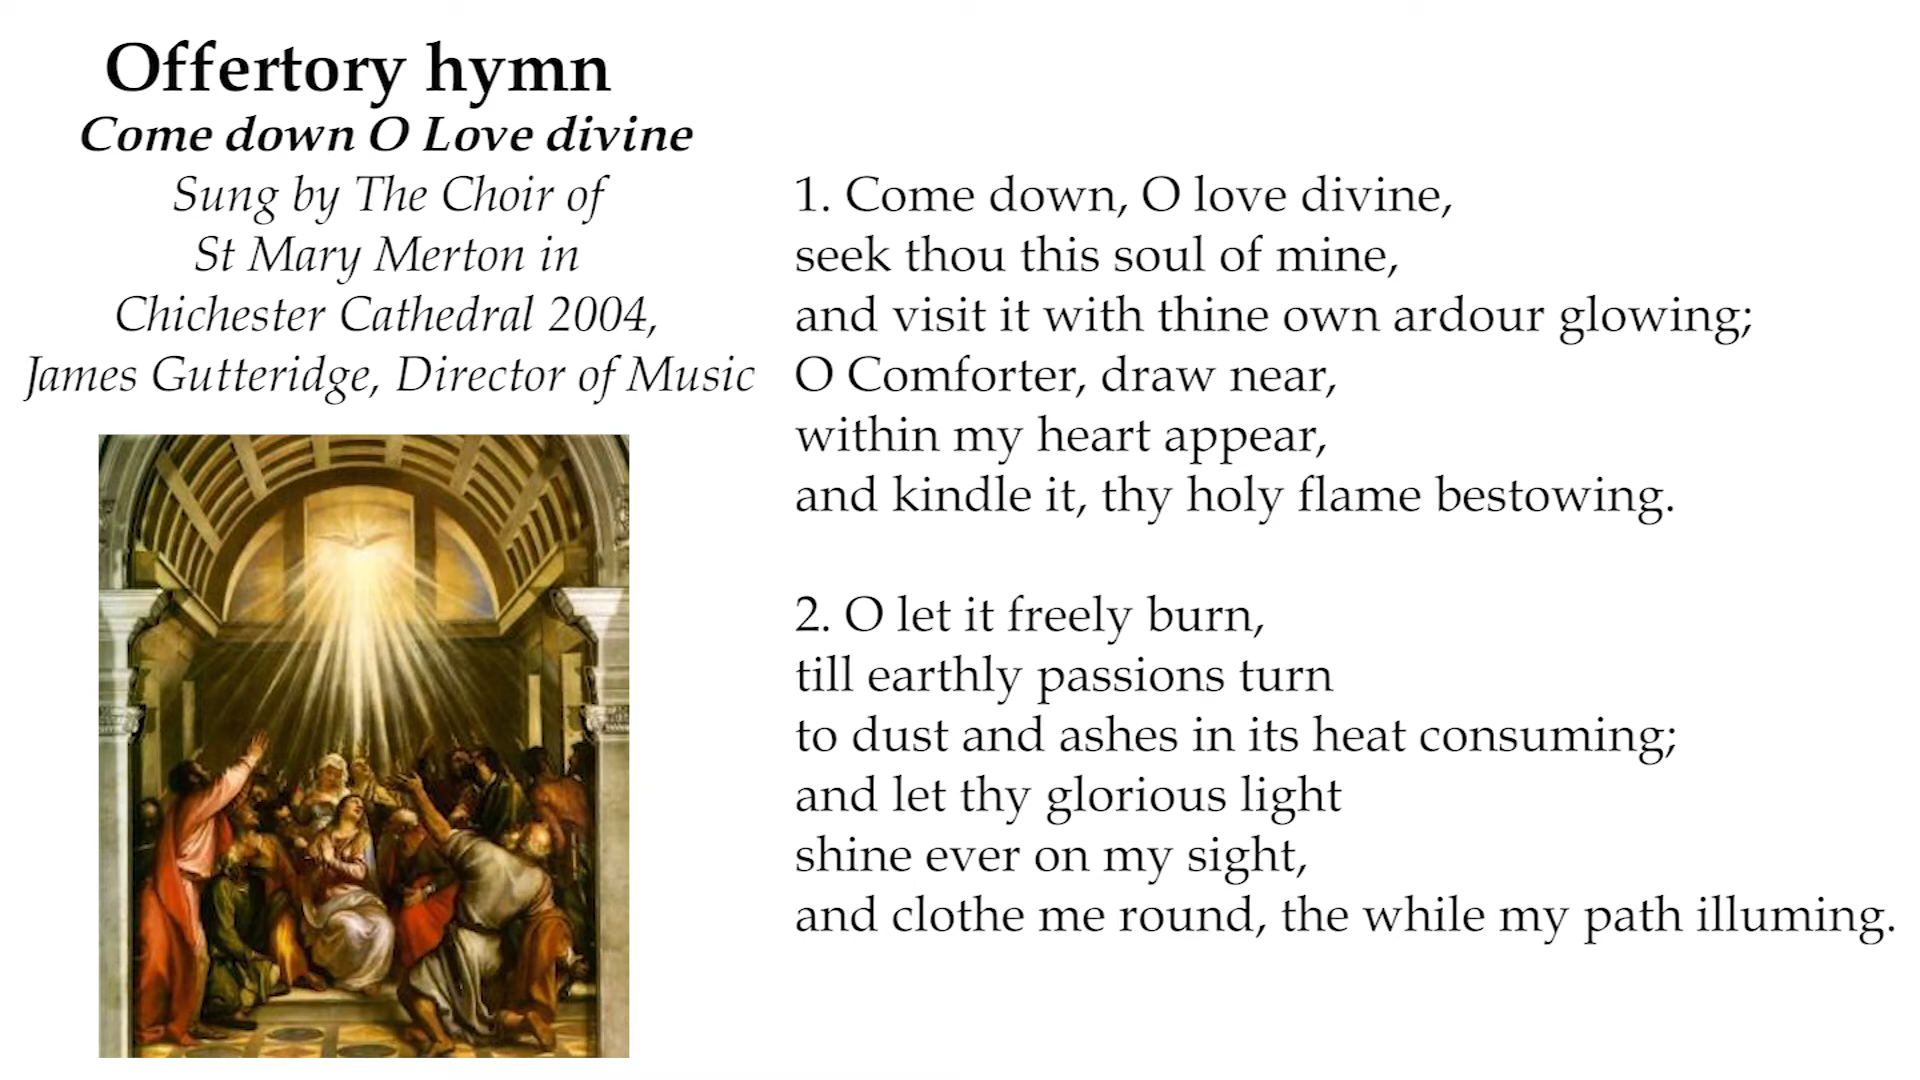 Offertory hymn
Come down O Love divine
Sung by The Choir of
St Mary Merton in
Chichester Cathedral 2004,
James Gutteridge, Director of Music
1. Come down, O love divine,
seek thou this soul of mine,
and visit it with thine own ardour glowing;
O Comforter, draw near,
within my heart appear,
and kindle it, thy holy flame bestowing.
2. O let it freely burn,
till earthly passions turn
to dust and ashes in its heat consuming;
and let thy glorious light
shine ever on my sight,
and clothe me round, the while my path illuming.